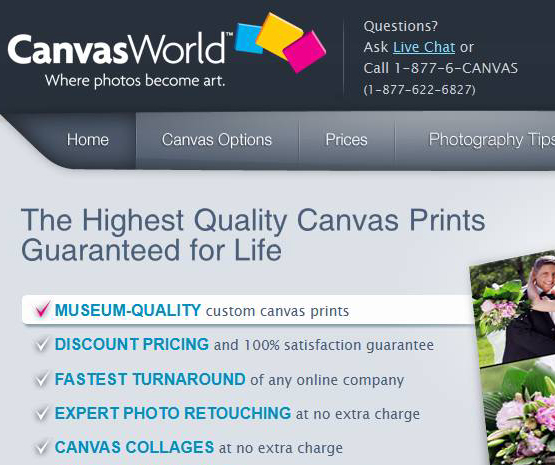 CanvasWorld™
Where photos become art.
Questions?
Ask Live Chat or
Call 1-877-6-CANVAS
(1-877-622-6827)
Home Canvas Options Prices Photography Tips
The Highest Quality Canvas Prints
Guaranteed for Life
MUSEUM-QUALITY custom canvas prints
DISCOUNT PRICING and 100% satisfaction guarantee
FASTEST TURNAROUND of any online company
EXPERT PHOTO RETOUCHING at no extra charge
CANVAS COLLAGES at no extra charge